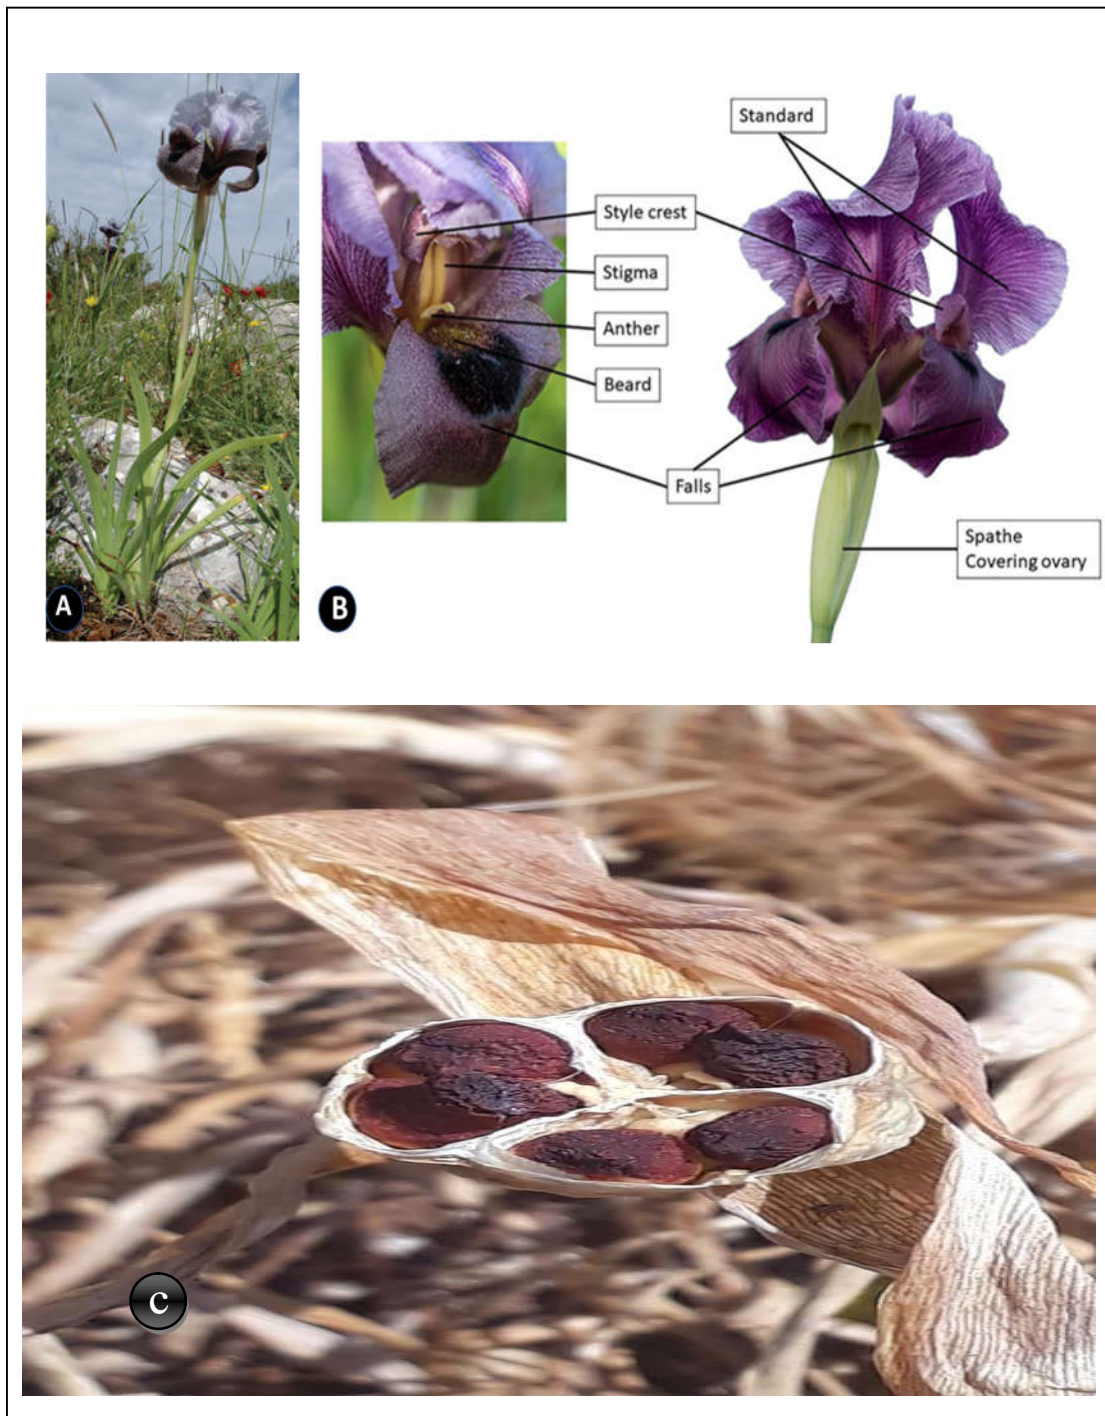 Standard
Style crest
Stigma
Anther
Beard
Falls
Spathe
Covering ovary
A
B
C